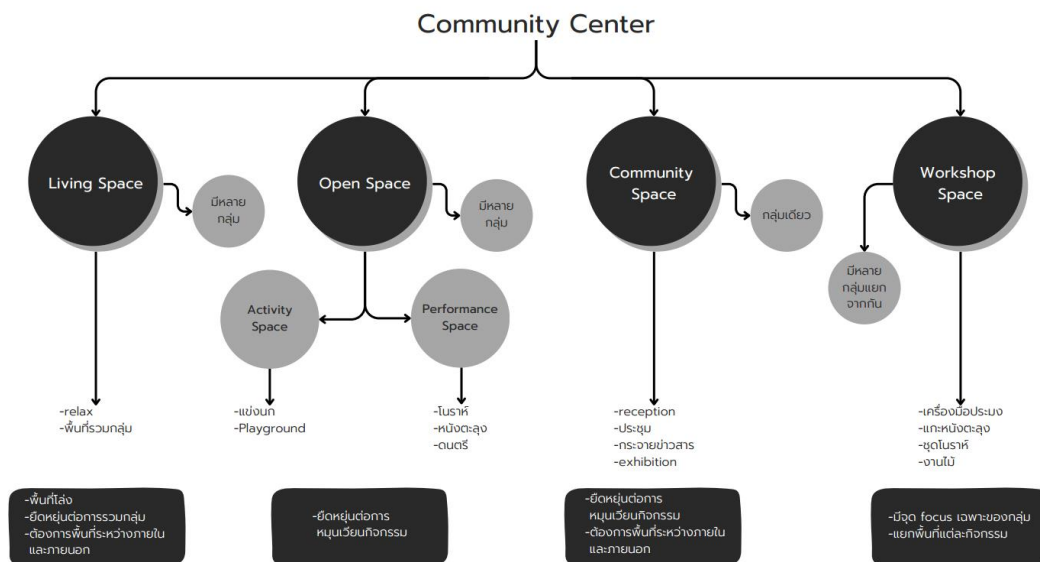 Community Center
Living Space
มีหลาย
กลุ่ม
Open Space
มีหลาย
กลุ่ม
Community
Space
กลุ่มเดียว
Workshop
Space
มีหลาย
กลุ่มแยก
จากกัน
Activity
Space
Performance
Space
-relax
-พื้นที่รวมกลุ่ม
-แข่งนก
-Playground
-โนราห์
-หนังตะลุง
-ดนตรี
-reception
-ประชุม
-กระจายข่าวสาร
-exhibition
-เครื่องมือประมง
-แกะหนังตะลุง
-ชุดโนราห์
-งานไม้
-พื้นที่โล่ง
-ยืดหยุ่นต่อการรวมกลุ่ม
-ต้องการพื้นที่ระหว่างภายใน
และภายนอก
-ยืดหยุ่นต่อการ
หมุนเวียนกิจกรรม
-ยืดหยุ่นต่อการ
หมุนเวียนกิจกรรม
-ต้องการพื้นที่ระหว่างภายใน
และภายนอก
-มีจุด focus เฉพาะของกลุ่ม
-แยกพื้นที่แต่ละกิจกรรม